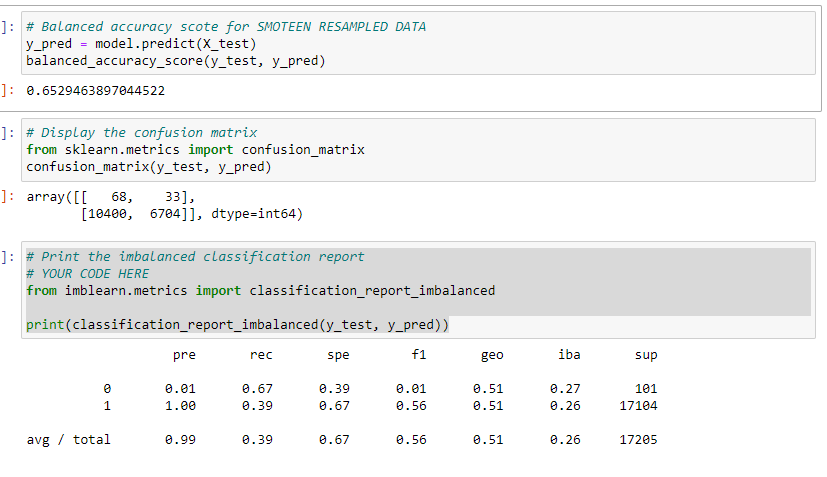 ]: # Balanced accuracy scote for SMOTEEN RESAMPLED DATA
y_pred = model.predict(X_test)
balanced_accuracy_score(y_test, y_pred)
]: 0.6529463897044522
]: # Display the confusion matrix
from sklearn.metrics import confusion_matrix
confusion_matrix(y_test, y_pred)
]: array([[   68,    33],
       [10400,  6704]], dtype=int64)
]: # Print the imbalanced classification report
# YOUR CODE HERE
from imblearn.metrics import classification_report_imbalanced
print(classification_report_imbalanced(y_test, y_pred))
pre rec spe f1 geo iba sup
0 0.01 0.67 0.39 0.01 0.51 0.27 101
1 1.00 0.39 0.67 0.56 0.51 0.26 17104
avg / total 0.99 0.39 0.67 0.56 0.51 0.26 17205